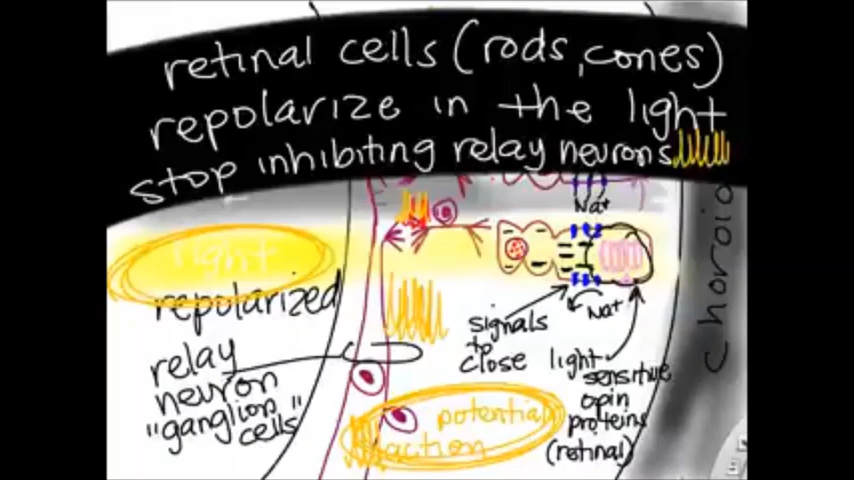 retinal cells (rods, cones)
repolarize in the light
stop inhibiting relay neurons
Na+
light
repolarized
signals
to
close
Na+
light
sensitive
opin
proteins
(retinal)
relay
neuron
"ganglion
cells"
potential
action
choroid